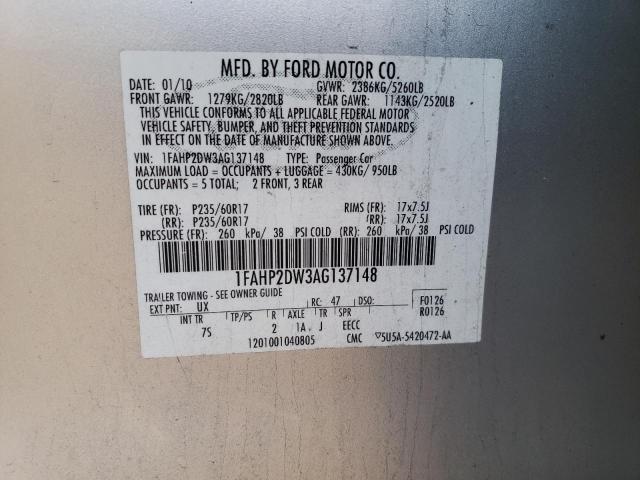 MFD. BY FORD MOTOR CO.
DATE: 01/10 GVWR: 2386KG/5260LB
FRONT GAWR: 1279KG/2820LB REAR GAWR: 1143KG/2520LB
THIS VEHICLE CONFORMS TO ALL APPLICABLE FEDERAL MOTOR
VEHICLE SAFETY, BUMPER, AND THEFT PREVENTION STANDARDS
IN EFFECT ON THE DATE OF MANUFACTURE SHOWN ABOVE.
VIN: 1FAHP2DW3AG137148 TYPE: Passenger Car
MAXIMUM LOAD = OCCUPANTS + LUGGAGE = 430KG/950LB
OCCUPANTS = 5 TOTAL; 2 FRONT, 3 REAR
TIRE (FR): P235/60R17 RIMS (FR): 17x7.5J
(RR): P235/60R17 (RR): 17x7.5J
PRESSURE (FR): 260 kPa/ 38 PSI COLD (RR): 260 kPa/38 PSI COLD
1FAHP2DW3AG137148
TRAILER TOWING - SEE OWNER GUIDE
EXT PNT: UX RC: 47 DSO: F0126
INT TR TP/PS R AXLE TR SPR R0126
7S 2 1A J EECC
1201001040805 CMC ▽5U5A-5420472-AA